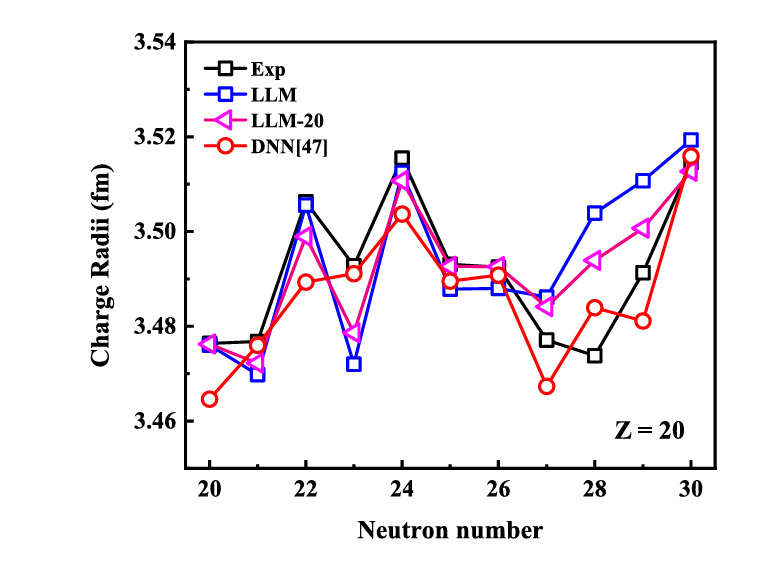 3.54
3.52
3.50
3.48
3.46
Charge Radii (fm)
Exp
LLM
LLM-20
DNN[47]
Z = 20
20 22 24 26 28 30
Neutron number